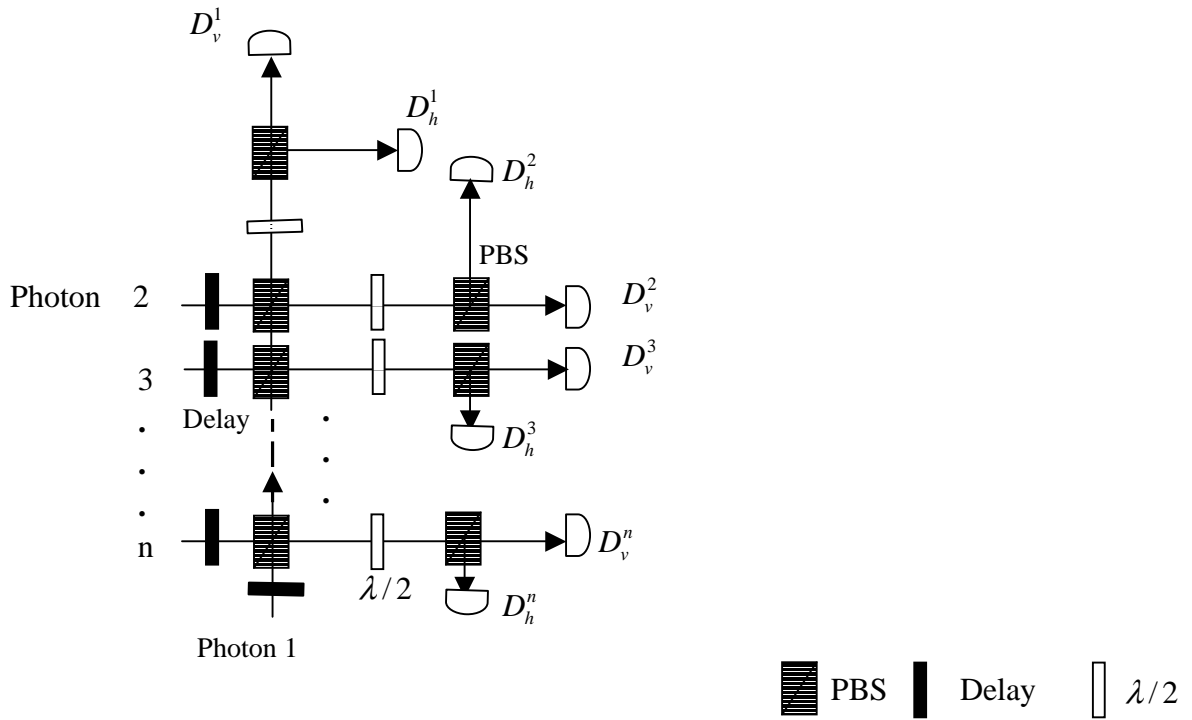 D_v^1
D_h^1
D_h^2
PBS
Photon 2
D_v^2
3
D_v^3
Delay
D_h^3
.
.
.
.
.
.
n
D_v^n
λ/2
D_h^n
Photon 1
PBS Delay λ/2